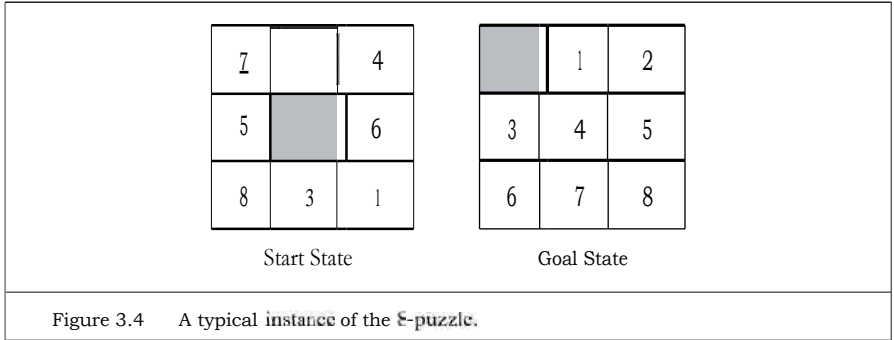 7 4
5 6
8 3 1
1 2
3 4 5
6 7 8
Start State
Goal State
Figure 3.4 A typical instance of the 8-puzzle.